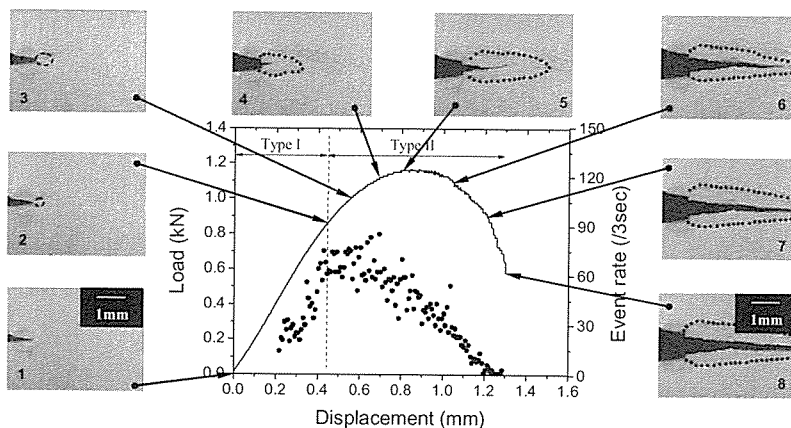 3
4
5
6
2
7
1mm
1
1mm
8
Type I
Type II
1.4
1.2
1.0
0.8
0.6
0.4
0.2
0.0
Load (kN)
150
120
90
60
30
0
Event rate (/3sec)
0.0 0.2 0.4 0.6 0.8 1.0 1.2 1.4 1.6
Displacement (mm)